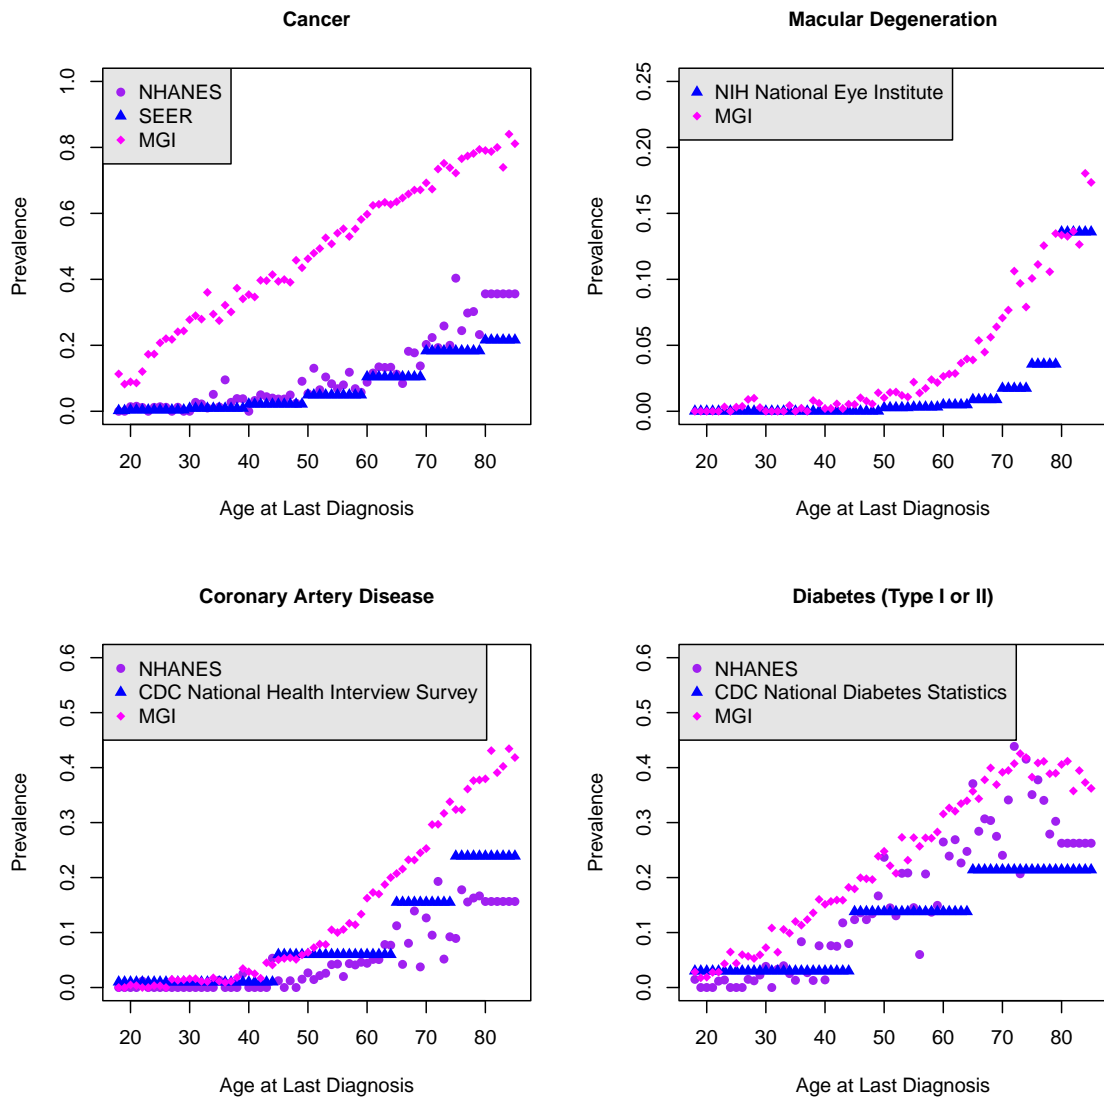 Cancer
1.0
0.8
0.6
0.4
0.2
0.0
Prevalence
NHANES
SEER
MGI
20 30 40 50 60 70 80
Age at Last Diagnosis
Macular Degeneration
0.25
0.20
0.15
0.10
0.05
0.00
Prevalence
NIH National Eye Institute
MGI
20 30 40 50 60 70 80
Age at Last Diagnosis
Coronary Artery Disease
0.6
0.5
0.4
0.3
0.2
0.1
0.0
Prevalence
NHANES
CDC National Health Interview Survey
MGI
20 30 40 50 60 70 80
Age at Last Diagnosis
Diabetes (Type I or II)
0.6
0.5
0.4
0.3
0.2
0.1
0.0
Prevalence
NHANES
CDC National Diabetes Statistics
MGI
20 30 40 50 60 70 80
Age at Last Diagnosis